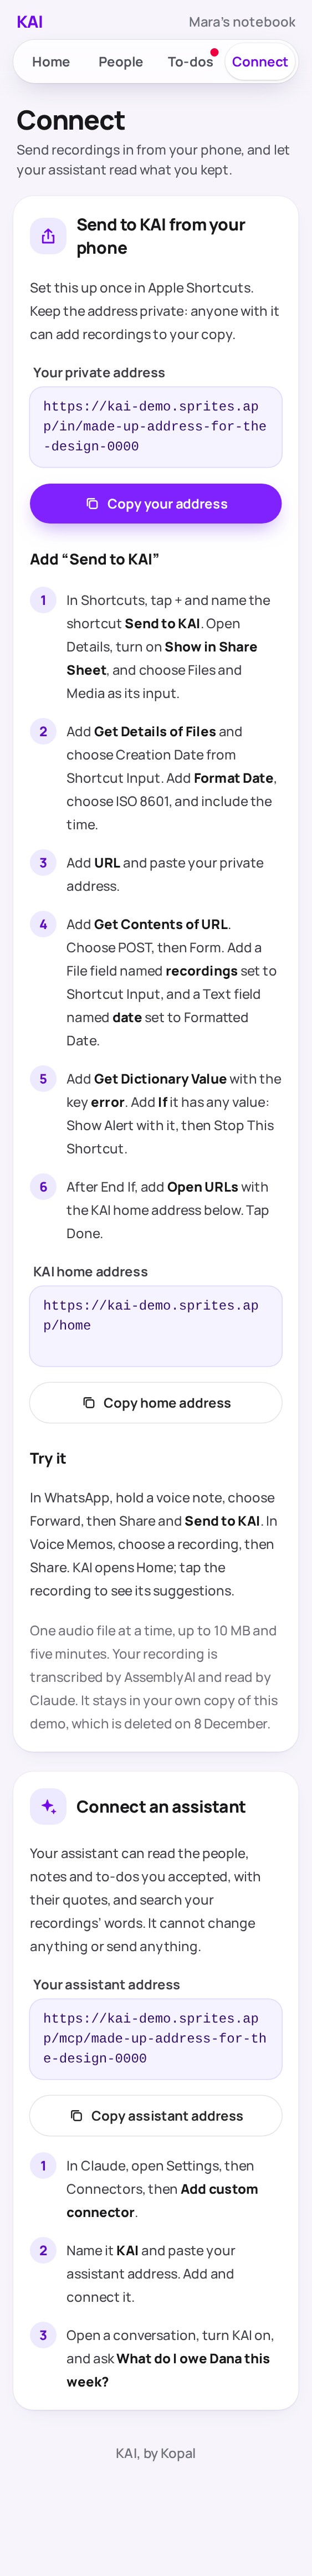 KAI
Mara's notebook
Home
People
To-dos
Connect
Connect
Send recordings in from your phone, and let
your assistant read what you kept.
Send to KAI from your
phone
Set this up once in Apple Shortcuts.
Keep the address private: anyone with it
can add recordings to your copy.
Your private address
https://kai-demo.sprites.ap
p/in/made-up-address-for-the
-design-0000
Copy your address
Add “Send to KAI”
1
In Shortcuts, tap + and name the
shortcut Send to KAI. Open
Details, turn on Show in Share
Sheet, and choose Files and
Media as its input.
2
Add Get Details of Files and
choose Creation Date from
Shortcut Input. Add Format Date,
choose ISO 8601, and include the
time.
3
Add URL and paste your private
address.
4
Add Get Contents of URL.
Choose POST, then Form. Add a
File field named recordings set to
Shortcut Input, and a Text field
named date set to Formatted
Date.
5
Add Get Dictionary Value with the
key error. Add If it has any value:
Show Alert with it, then Stop This
Shortcut.
6
After End If, add Open URLs with
the KAI home address below. Tap
Done.
KAI home address
https://kai-demo.sprites.ap
p/home
Copy home address
Try it
In WhatsApp, hold a voice note, choose
Forward, then Share and Send to KAI. In
Voice Memos, choose a recording, then
Share. KAI opens Home; tap the
recording to see its suggestions.
One audio file at a time, up to 10 MB and
five minutes. Your recording is
transcribed by AssemblyAI and read by
Claude. It stays in your own copy of this
demo, which is deleted on 8 December.
Connect an assistant
Your assistant can read the people,
notes and to-dos you accepted, with
their quotes, and search your
recordings' words. It cannot change
anything or send anything.
Your assistant address
https://kai-demo.sprites.ap
p/mcp/made-up-address-for-th
e-design-0000
Copy assistant address
1
In Claude, open Settings, then
Connectors, then Add custom
connector.
2
Name it KAI and paste your
assistant address. Add and
connect it.
3
Open a conversation, turn KAI on,
and ask What do I owe Dana this
week?
KAI, by Kopal